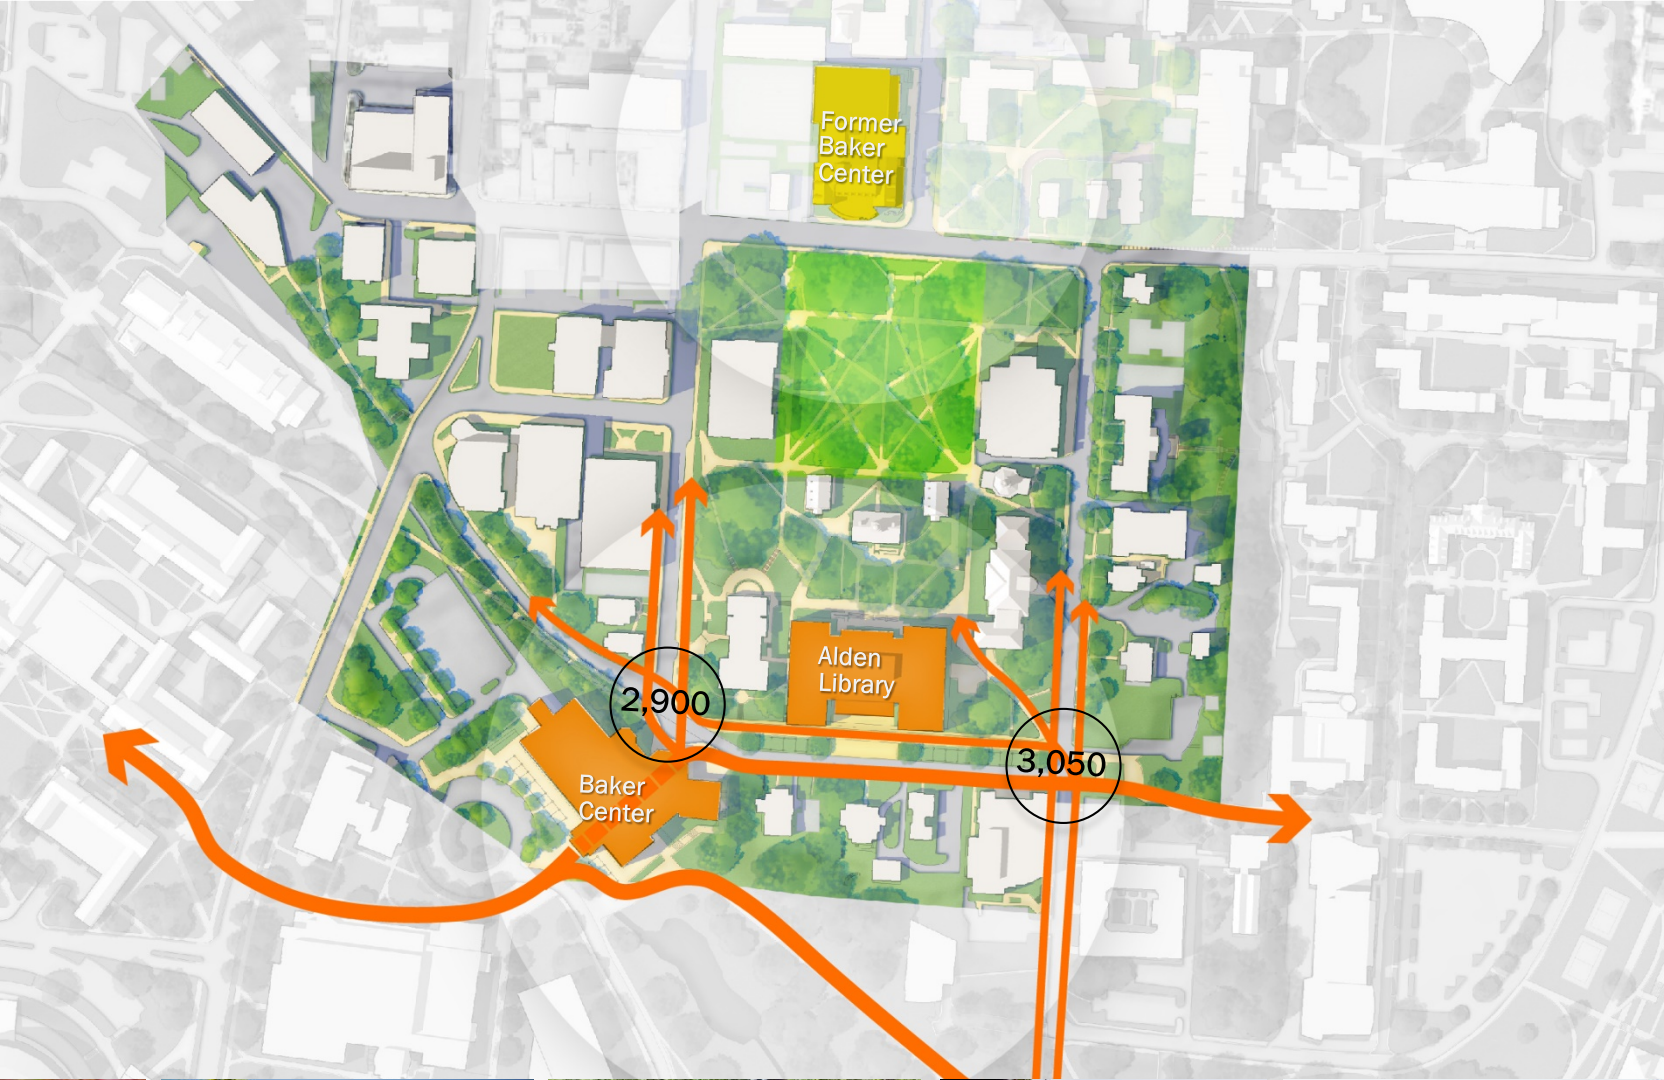 Former
Baker
Center
Alden
Library
2,900
3,050
Baker
Center